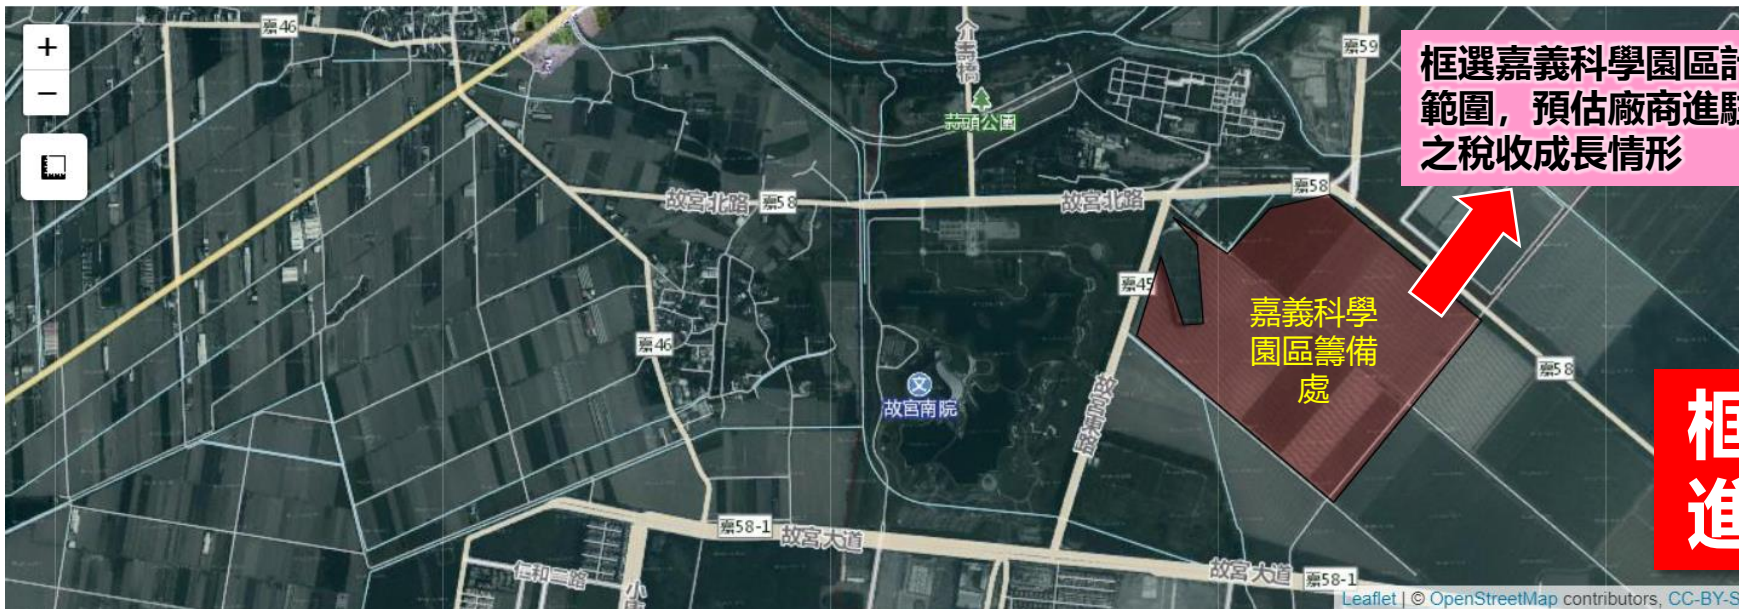 +
−
嘉46
介壽橋
嘉59
蒜頭公園
框選嘉義科學園區計
範圍，預估廠商進駐
之稅收成長情形
故宮北路
嘉58
故宮北路
嘉58
嘉45
嘉義科學
園區籌備
處
嘉46
嘉58
文
故宮南院
故宮東路
框
進
嘉58-1
故宮大道
仁和二路
故宮大道
嘉58-1
Leaflet | © OpenStreetMap contributors, CC-BY-S